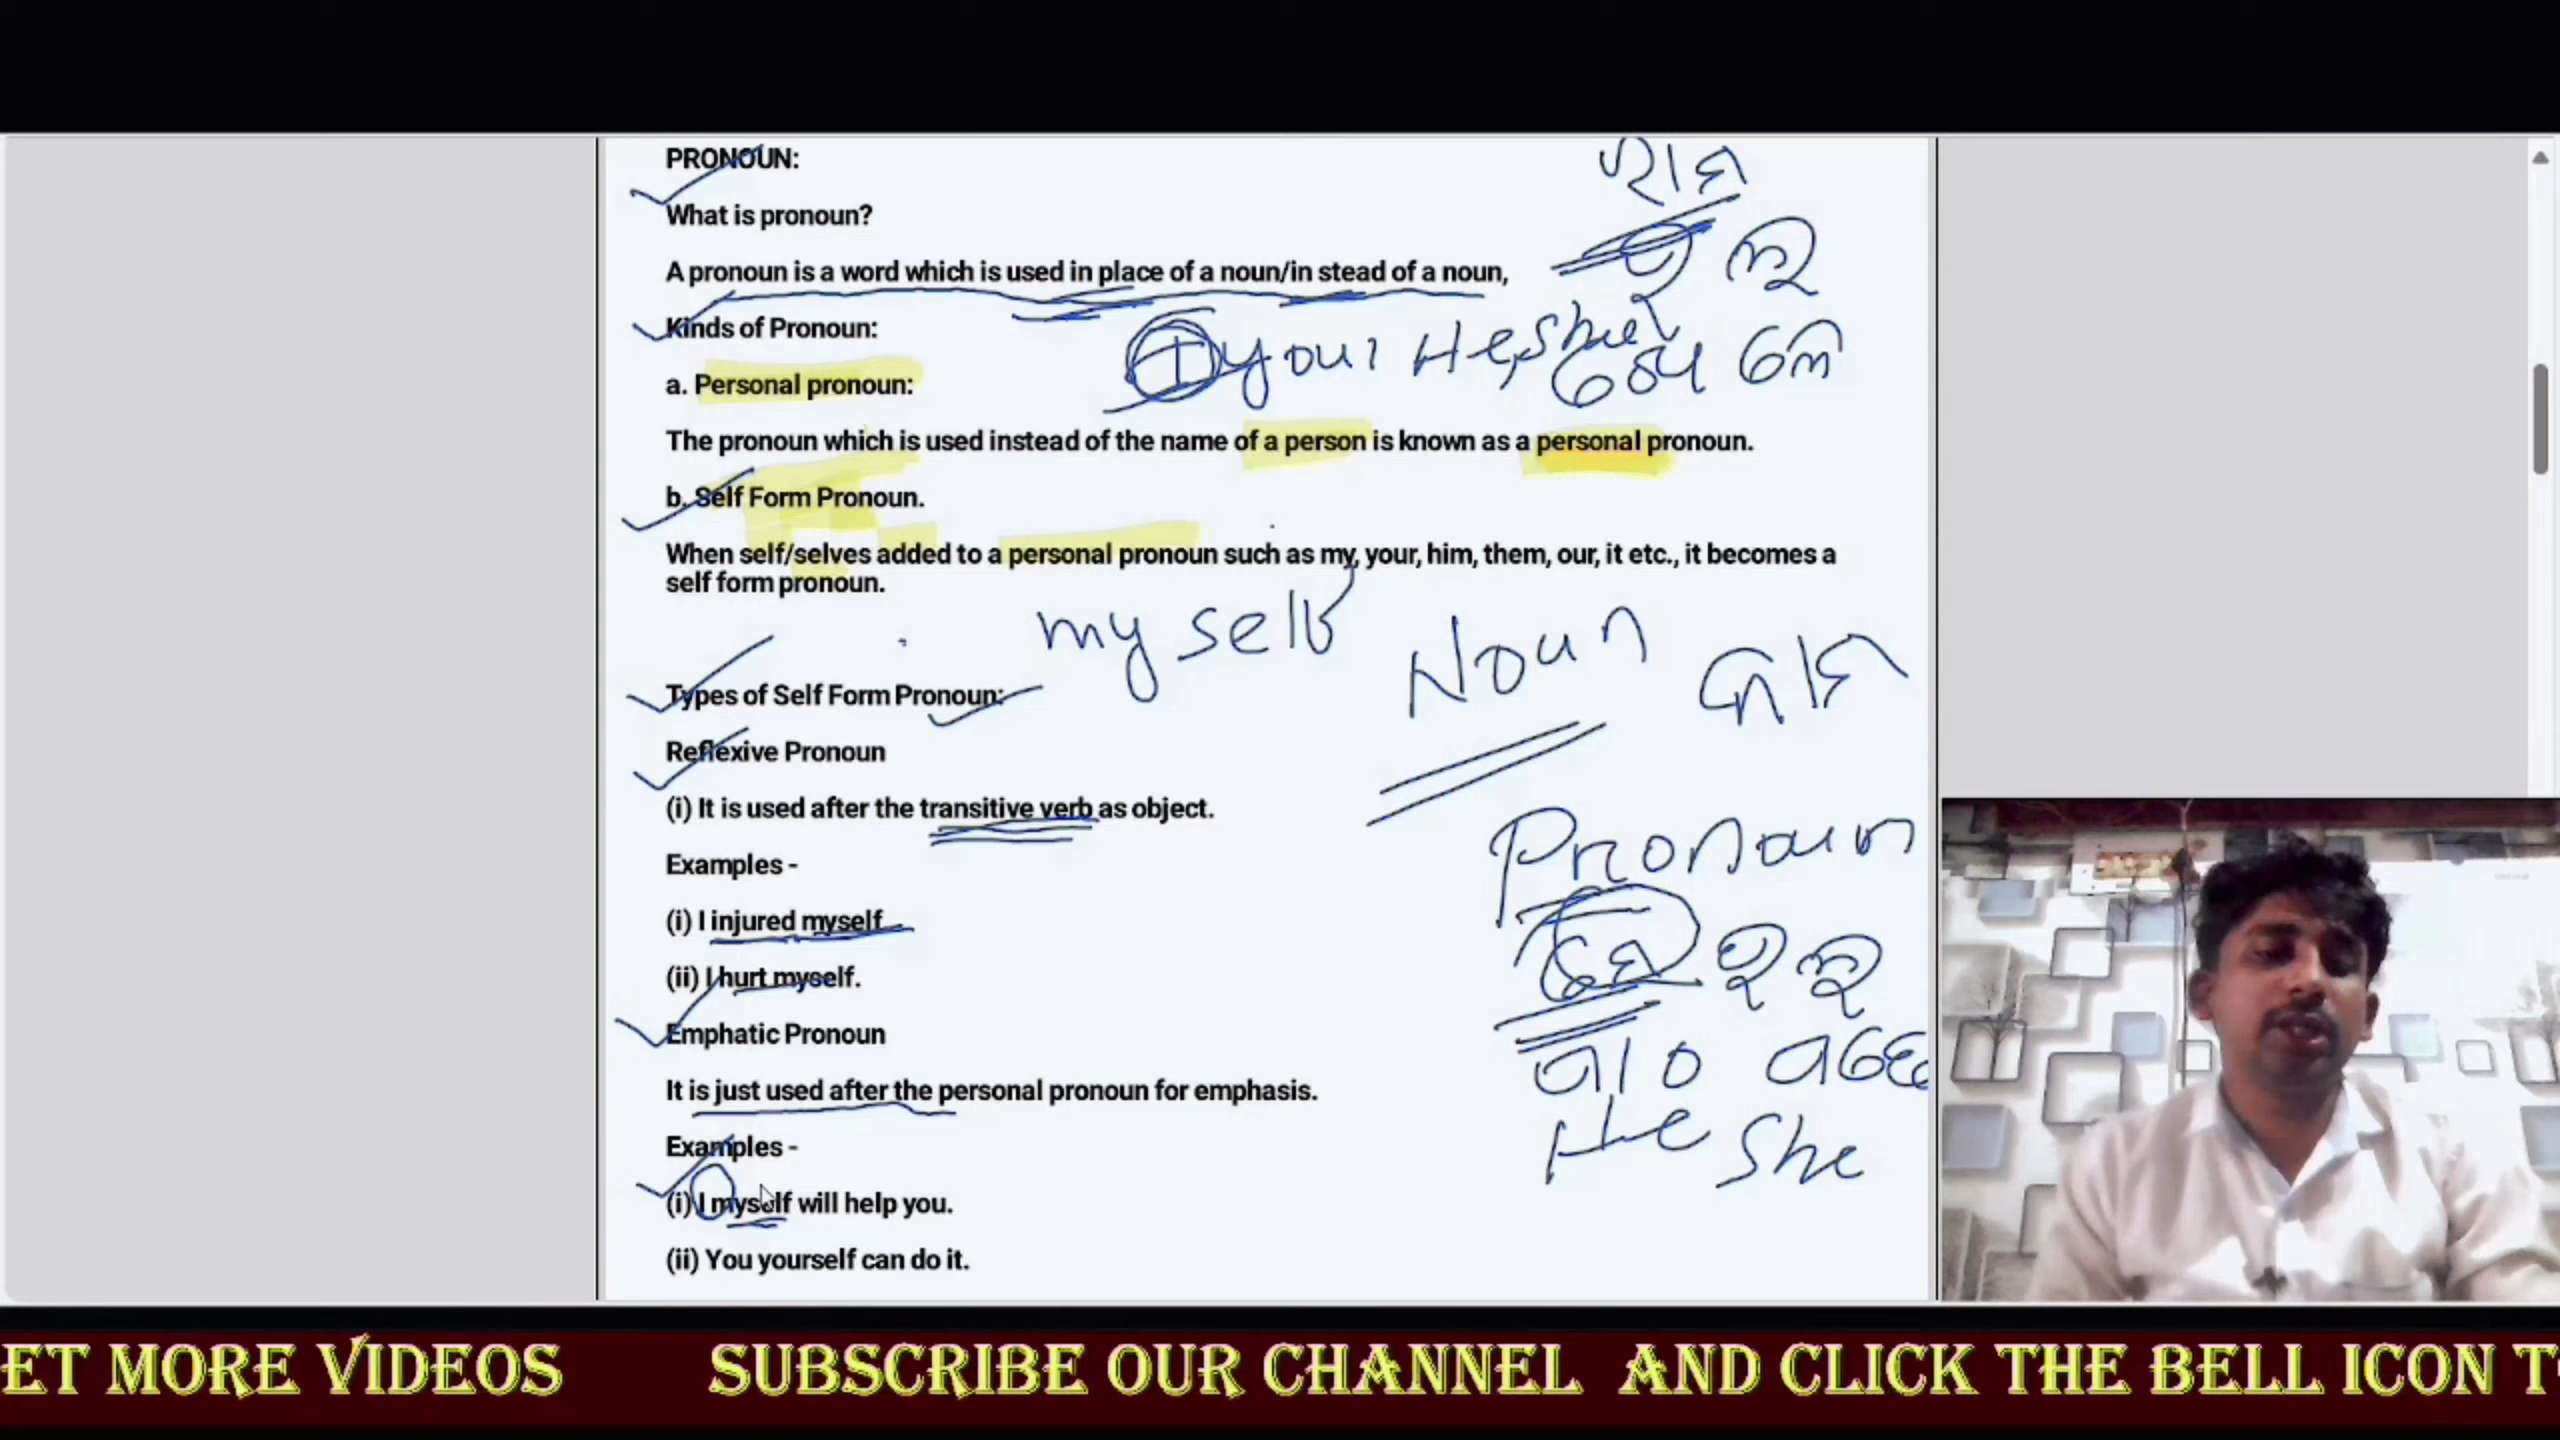 PRONOUN:
ରାମ
What is pronoun?
A pronoun is a word which is used in place of a noun/in stead of a noun,
Kinds of Pronoun:
I your He, she
a. Personal pronoun:
The pronoun which is used instead of the name of a person is known as a personal pronoun.
b. Self Form Pronoun.
When self/selves added to a personal pronoun such as my, your, him, them, our, it etc., it becomes a
self form pronoun.
my self
Noun ନାମ
Types of Self Form Pronoun:
Reflexive Pronoun
(i) It is used after the transitive verb as object.
Pronoun
Examples -
(i) I injured myself
(ii) I hurt myself.
Emphatic Pronoun
It is just used after the personal pronoun for emphasis.
He she
Examples -
(i) I myself will help you.
(ii) You yourself can do it.
ET MORE VIDEOS SUBSCRIBE OUR CHANNEL AND CLICK THE BELL ICON T